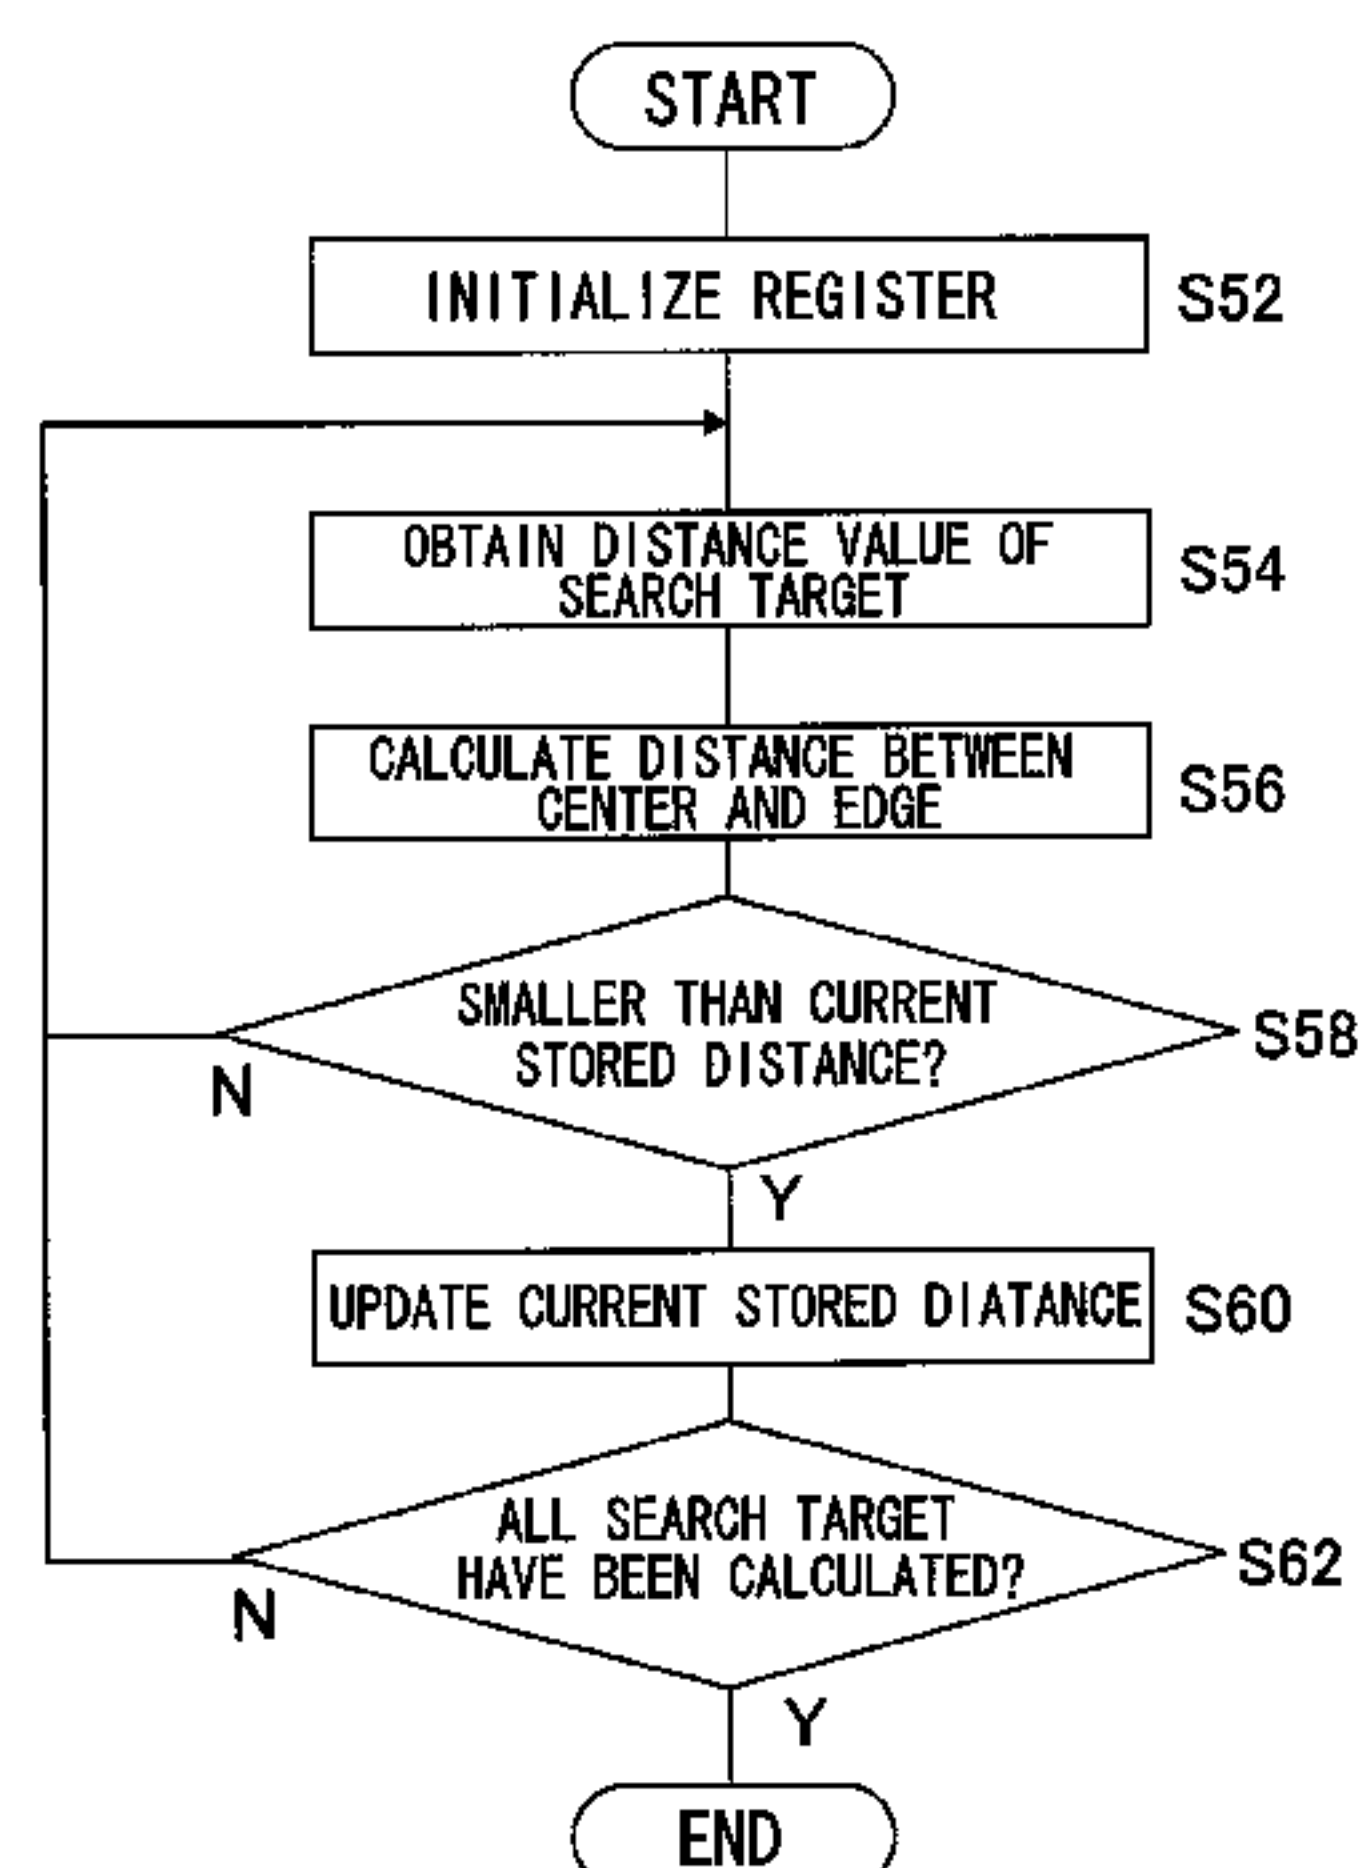 START
INITIALIZE REGISTER
S52
OBTAIN DISTANCE VALUE OF
SEARCH TARGET
S54
CALCULATE DISTANCE BETWEEN
CENTER AND EDGE
S56
SMALLER THAN CURRENT
STORED DISTANCE?
S58
N
Y
UPDATE CURRENT STORED DIATANCE
S60
ALL SEARCH TARGET
HAVE BEEN CALCULATED?
S62
N
Y
END